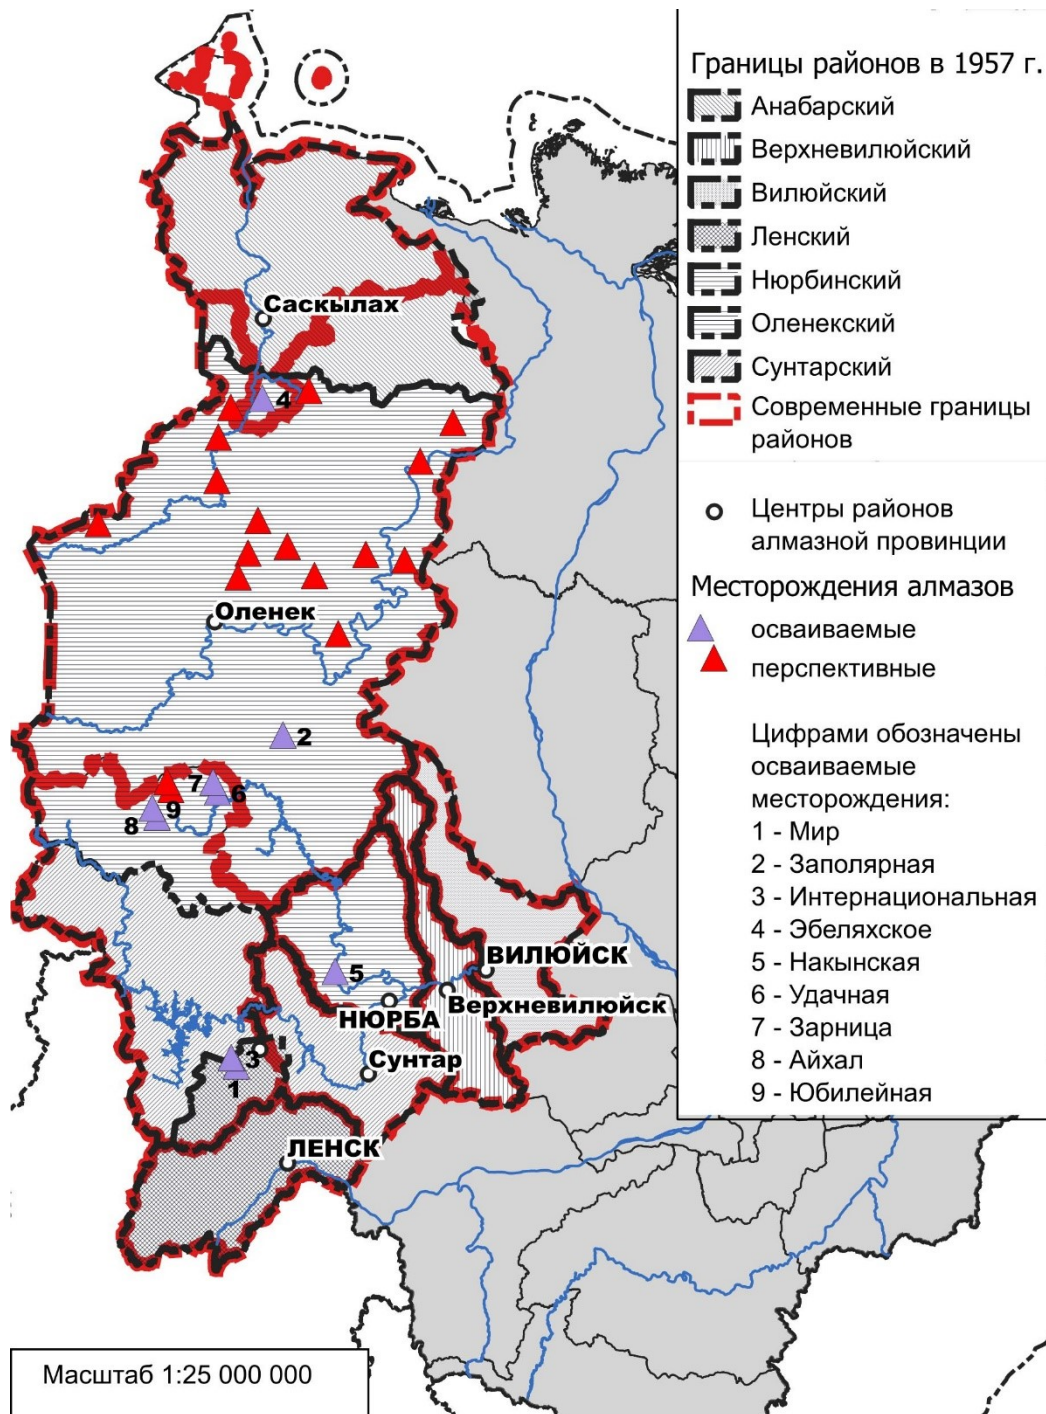 Границы районов в 1957 г.
Анабарский
Верхневилюйский
Вилюйский
Ленский
Нюрбинский
Оленекский
Сунтарский
Современные границы
районов
Центры районов
алмазной провинции
Месторождения алмазов
осваиваемые
перспективные
Цифрами обозначены
осваиваемые
месторождения:
1 - Мир
2 - Заполярная
3 - Интернациональная
4 - Эбеляхское
5 - Накынская
6 - Удачная
7 - Зарница
8 - Айхал
9 - Юбилейная
Саскылах
4
Оленек
2
7
6
9
8
ВИЛЮЙСК
5
Верхневилюйск
НЮРБА
Сунтар
3
1
ЛЕНСК
Масштаб 1:25 000 000